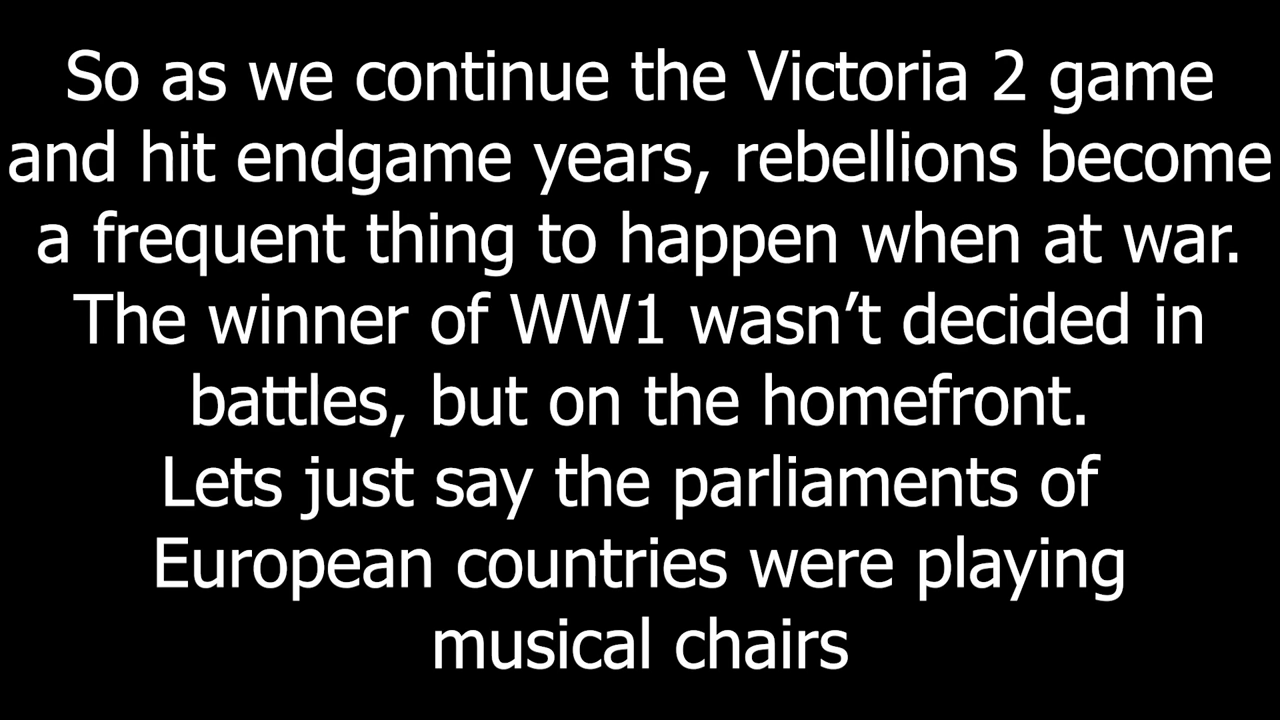 So as we continue the Victoria 2 game
and hit endgame years, rebellions become
a frequent thing to happen when at war.
The winner of WW1 wasn’t decided in
battles, but on the homefront.
Lets just say the parliaments of
European countries were playing
musical chairs